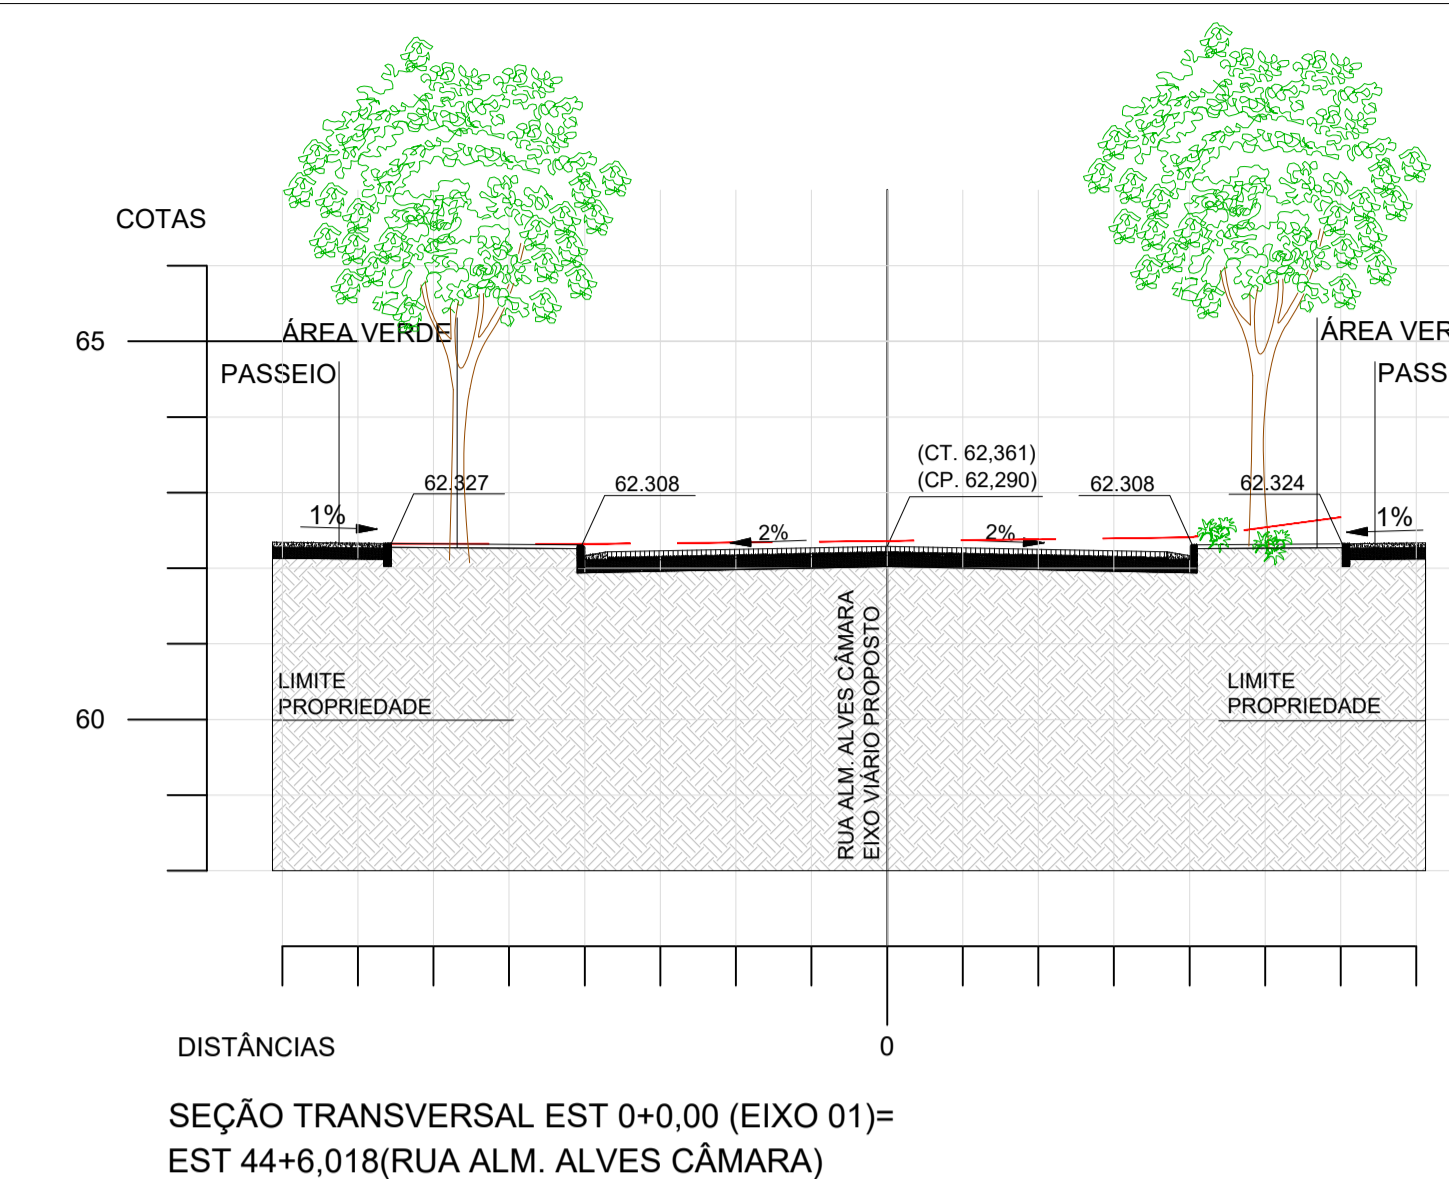 COTAS
65
ÁREA VERDE
ÁREA VER
PASSEIO
PASS
(CT. 62,361)
(CP. 62,290)
62.327
62.308
62.308
62.324
1%
2%
2%
1%
RUA ALM. ALVES CÂMARA
EIXO VIÁRIO PROPOSTO
LIMITE
PROPRIEDADE
LIMITE
PROPRIEDADE
60
DISTÂNCIAS
0
SEÇÃO TRANSVERSAL EST 0+0,00 (EIXO 01)=
EST 44+6,018(RUA ALM. ALVES CÂMARA)